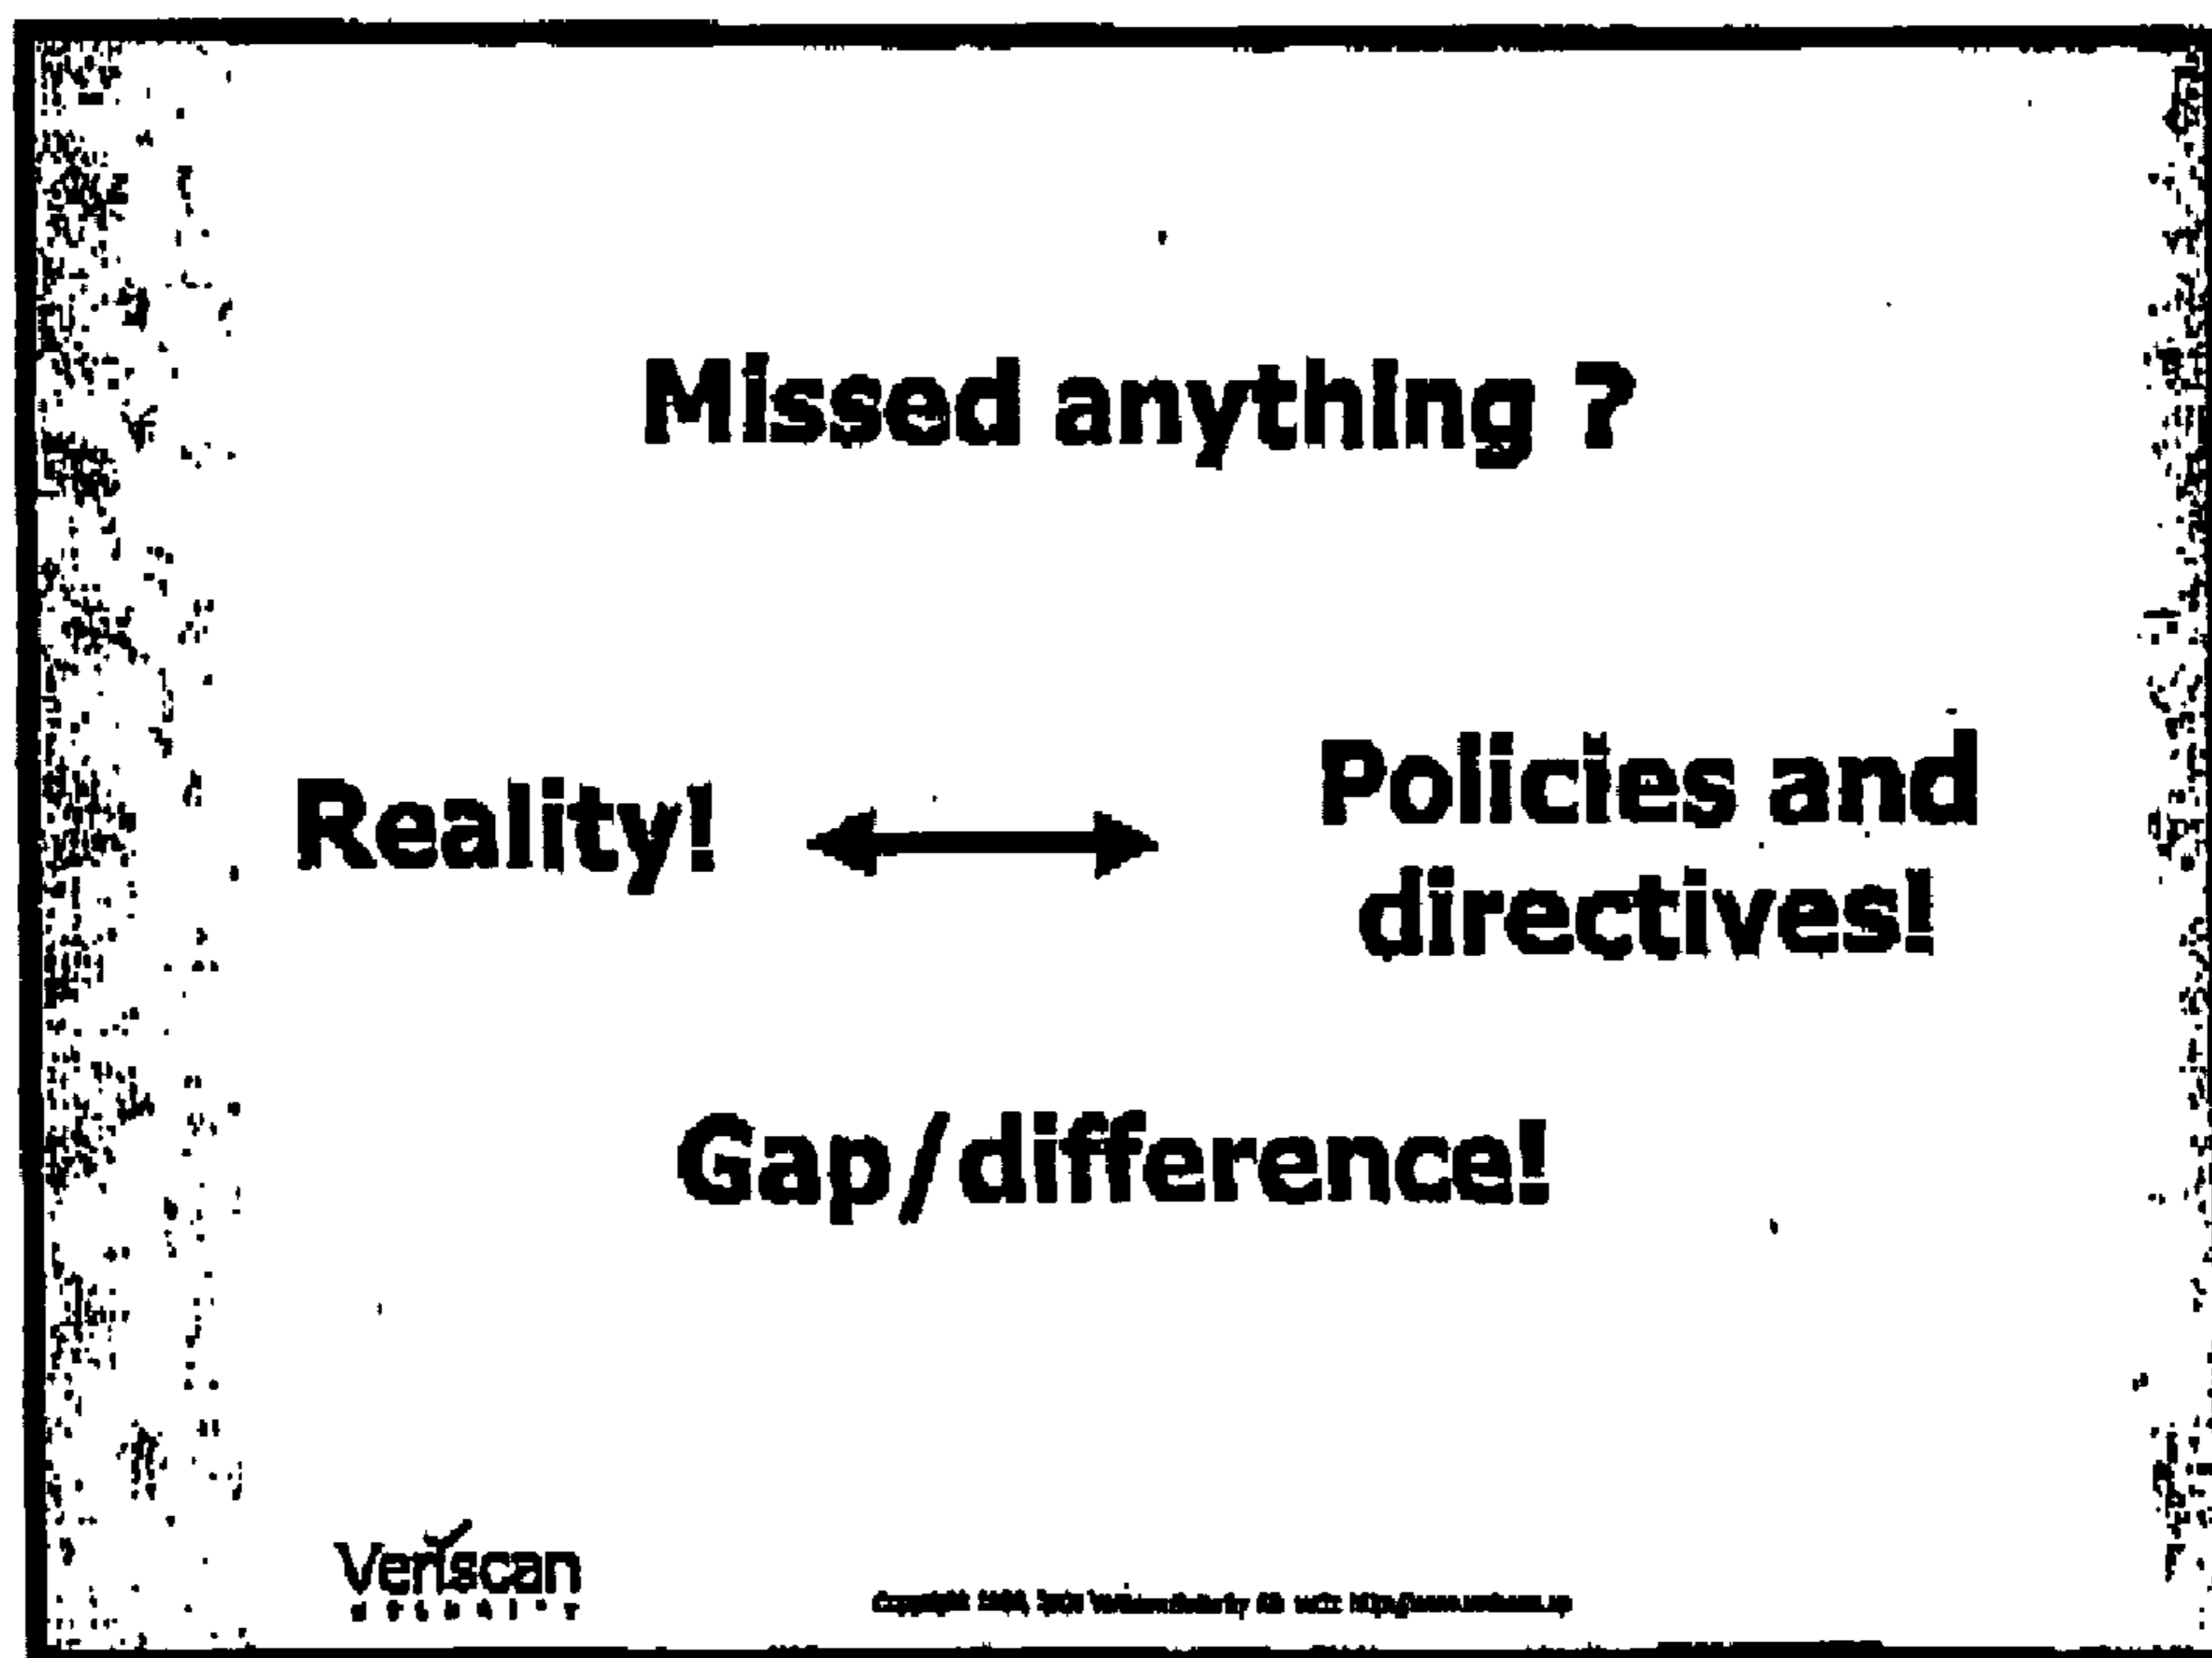 Missed anything ?
Reality!
Policies and
directives!
Gap/difference!
Veriscan